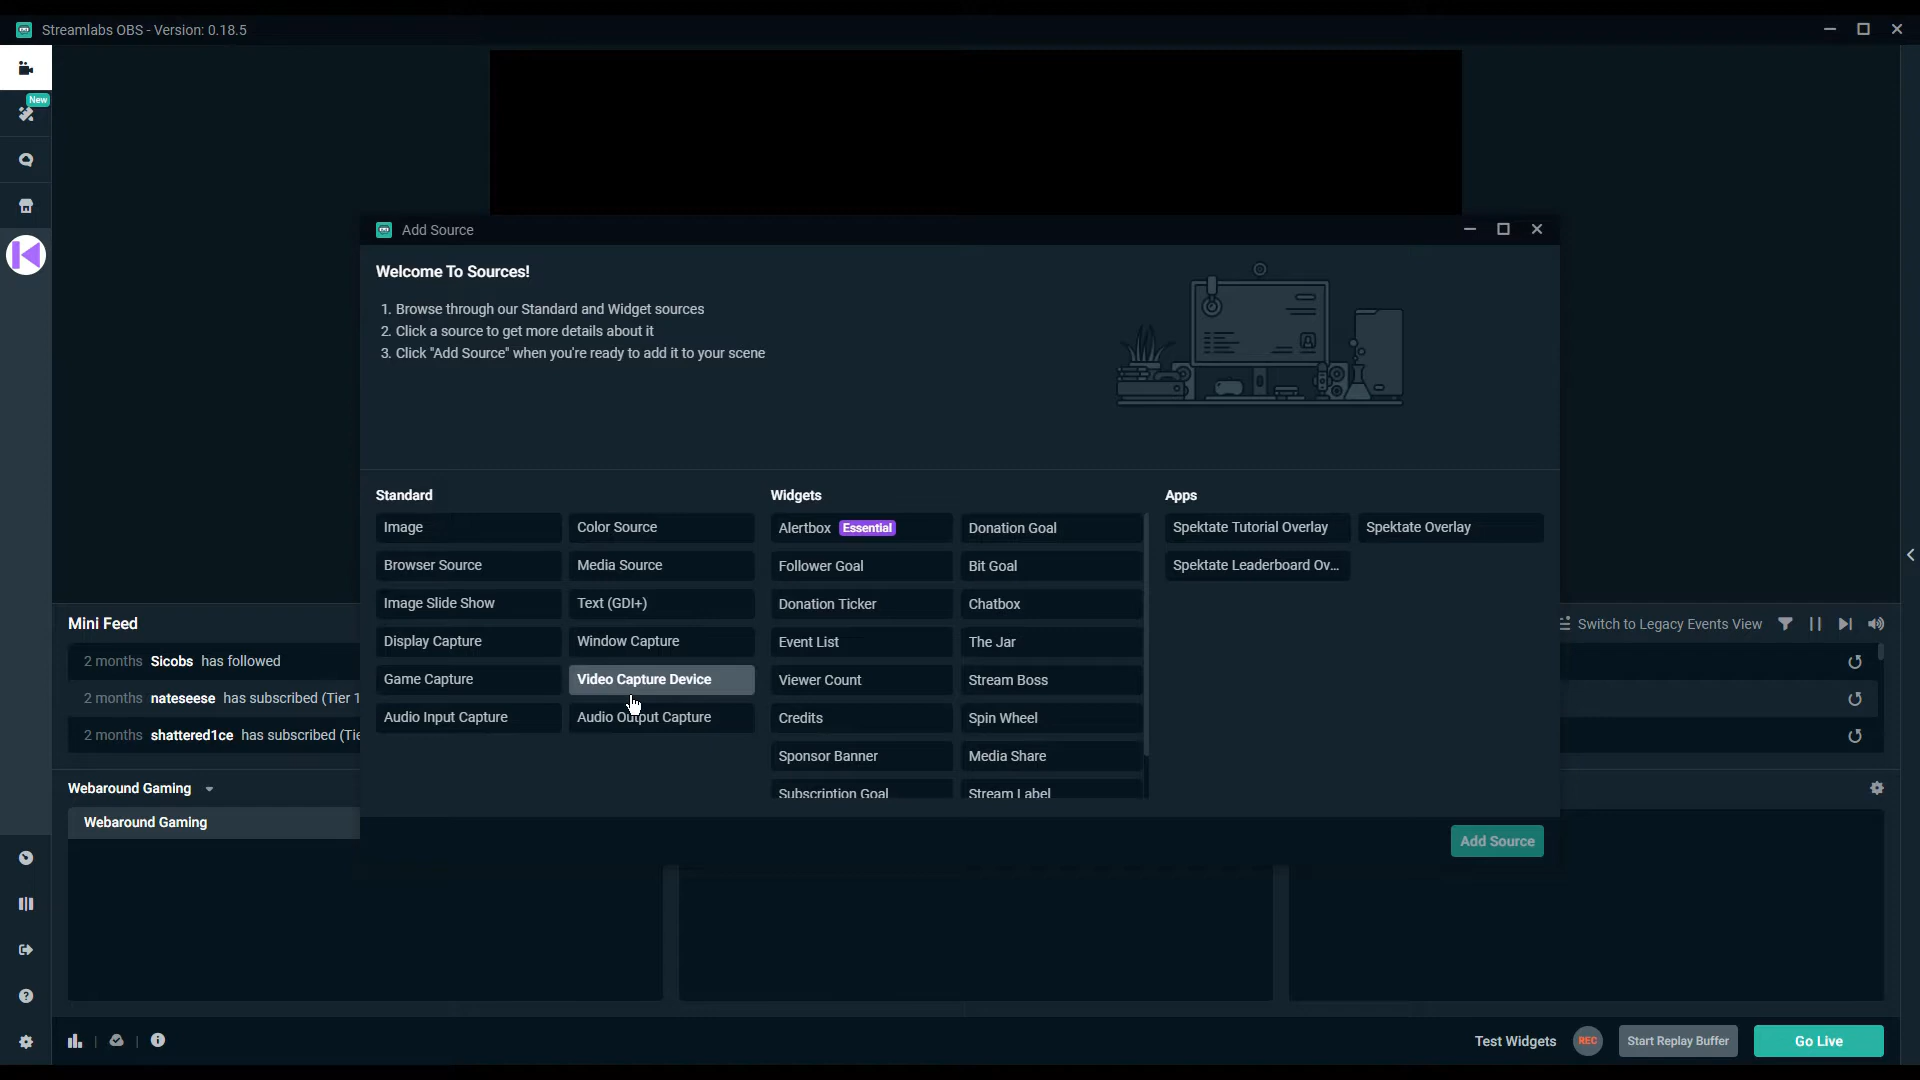 Streamlabs OBS - Version: 0.18.5
New
Add Source
Welcome To Sources!
1. Browse through our Standard and Widget sources
2. Click a source to get more details about it
3. Click "Add Source" when you're ready to add it to your scene
Standard
Image
Color Source
Browser Source
Media Source
Image Slide Show
Text (GDI+)
Display Capture
Window Capture
Game Capture
Video Capture Device
Audio Input Capture
Audio Output Capture
Widgets
Alertbox Essential
Donation Goal
Follower Goal
Bit Goal
Donation Ticker
Chatbox
Event List
The Jar
Viewer Count
Stream Boss
Credits
Spin Wheel
Sponsor Banner
Media Share
Subscription Goal
Stream Label
Apps
Spektate Tutorial Overlay
Spektate Overlay
Spektate Leaderboard Ov...
Add Source
Mini Feed
Switch to Legacy Events View
2 months Sicobs has followed
2 months nateseese has subscribed (Tier 1
2 months shattered1ce has subscribed (Tie
Webaround Gaming
Webaround Gaming
Test Widgets
REC
Start Replay Buffer
Go Live